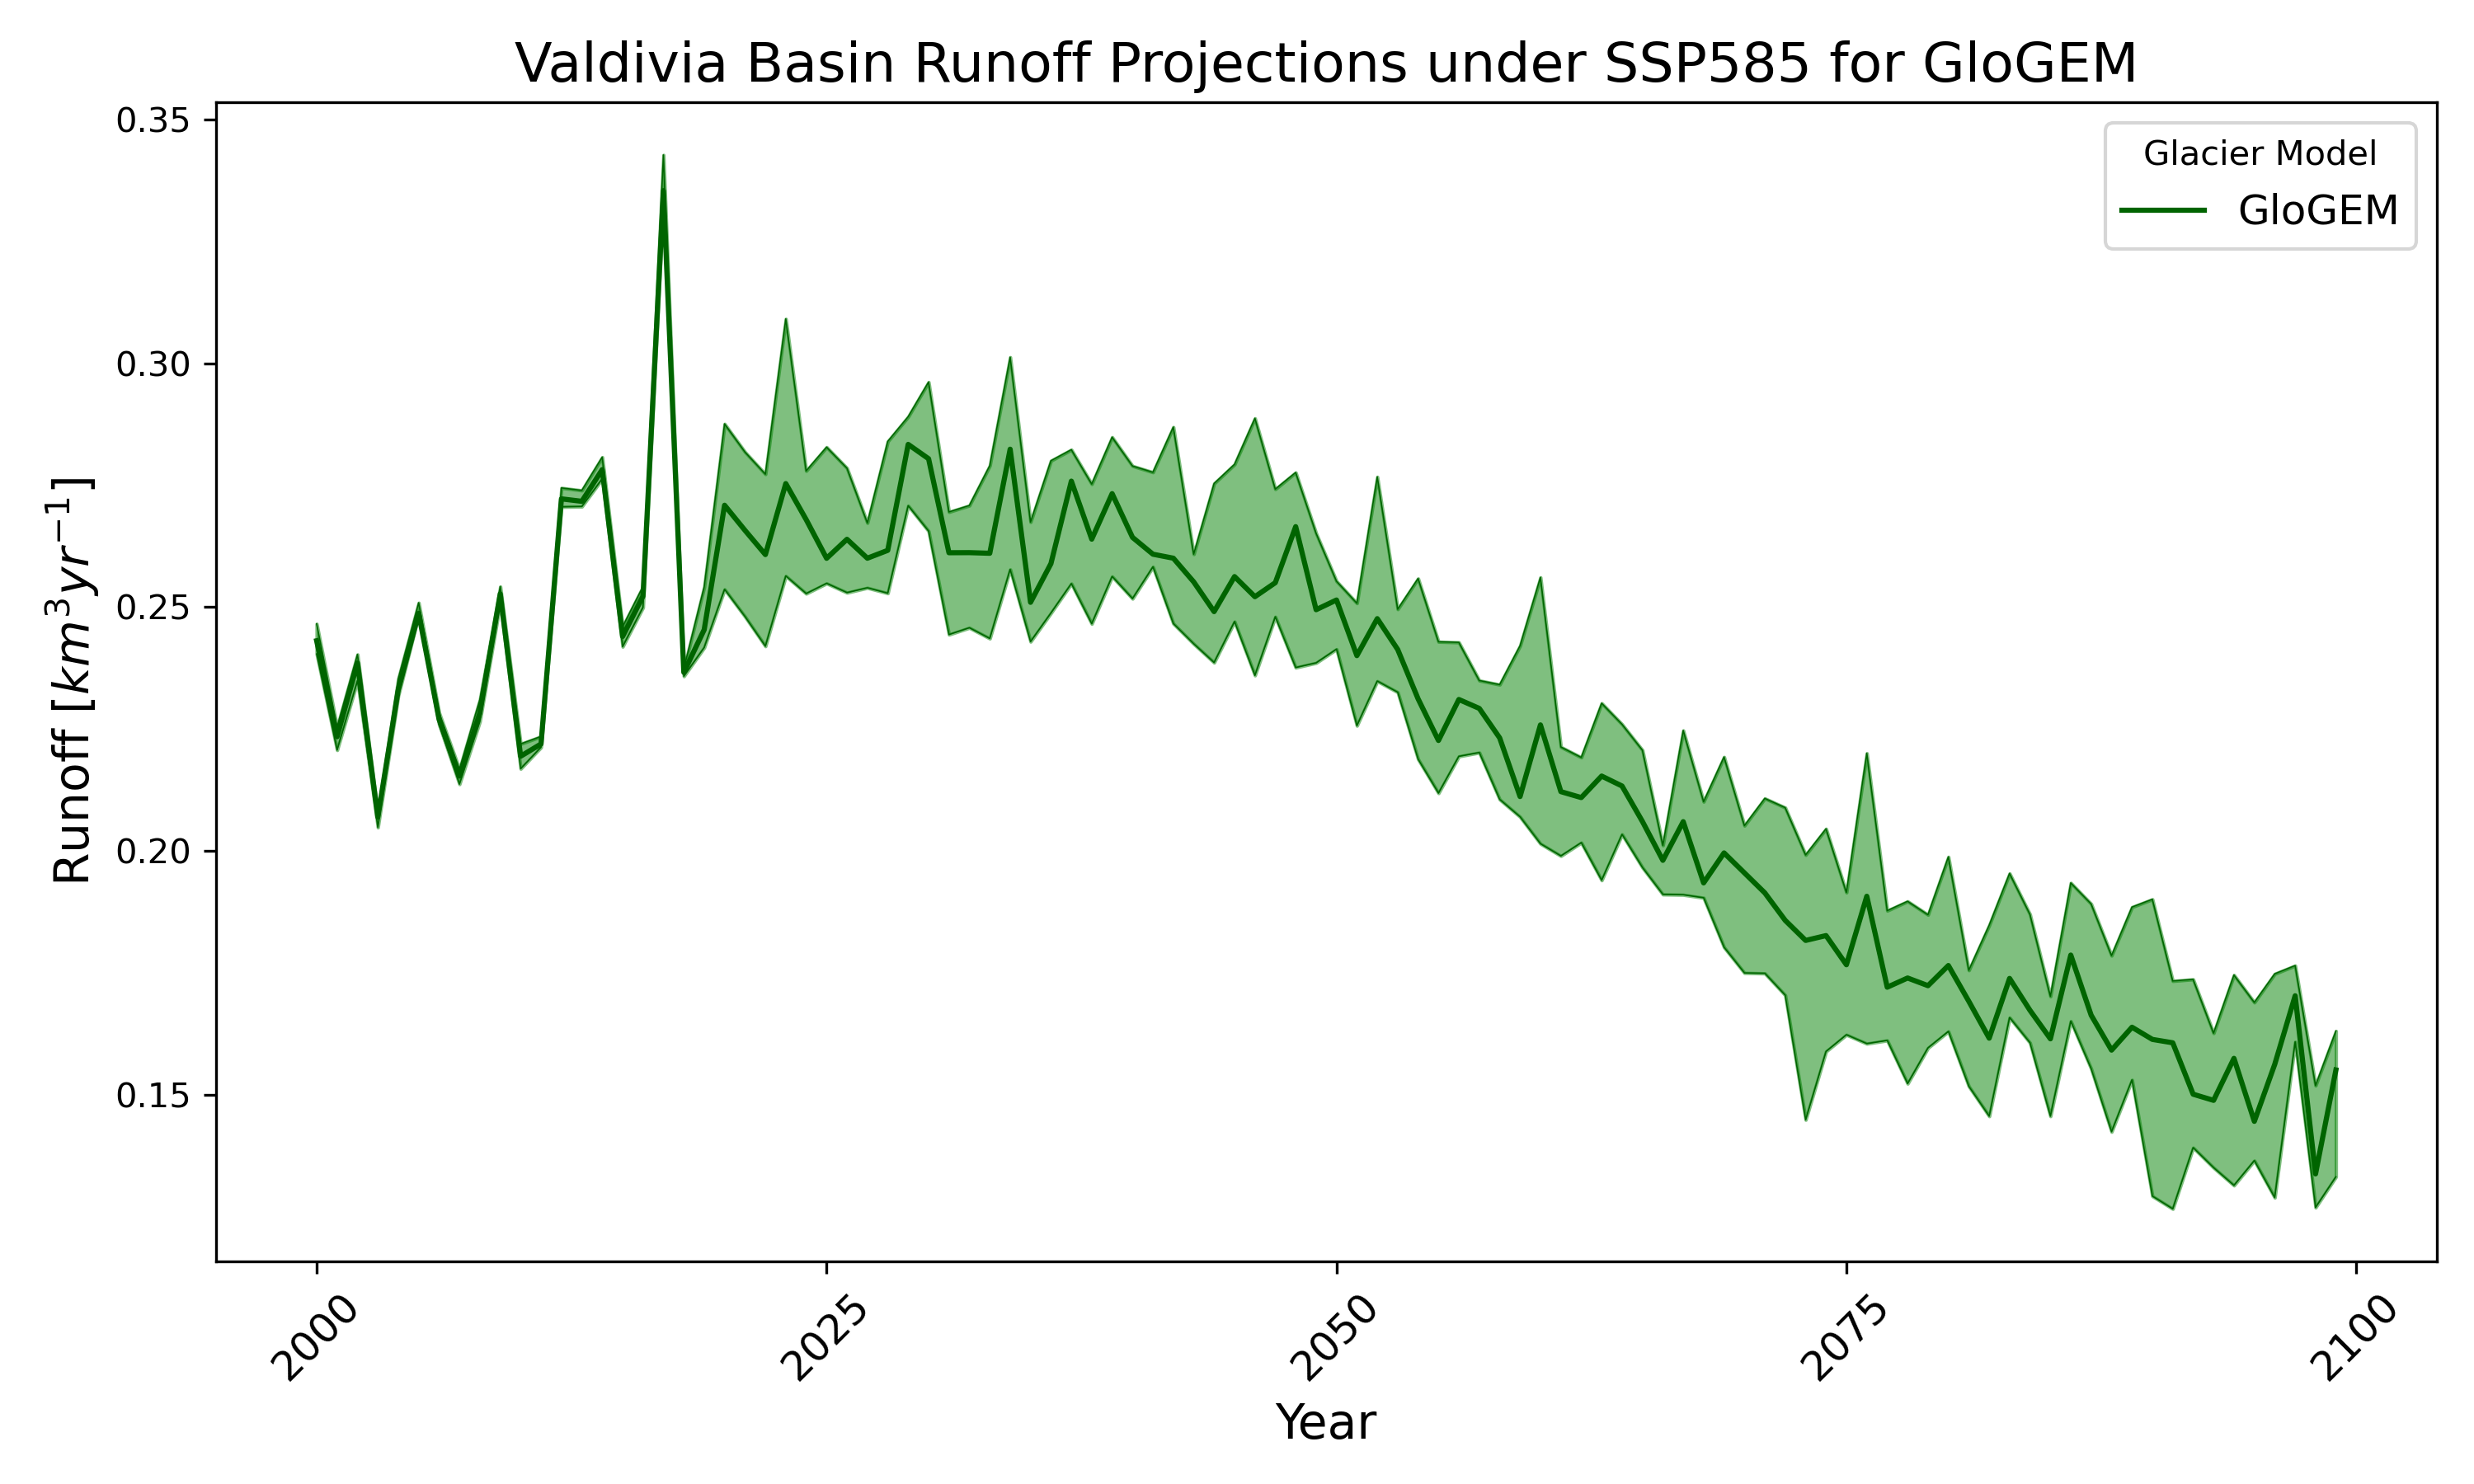 Valdivia Basin Runoff Projections under SSP585 for GloGEM
Glacier Model
GloGEM
Runoff [km³yr⁻¹]
0.35
0.30
0.25
0.20
0.15
2000
2025
2050
2075
2100
Year